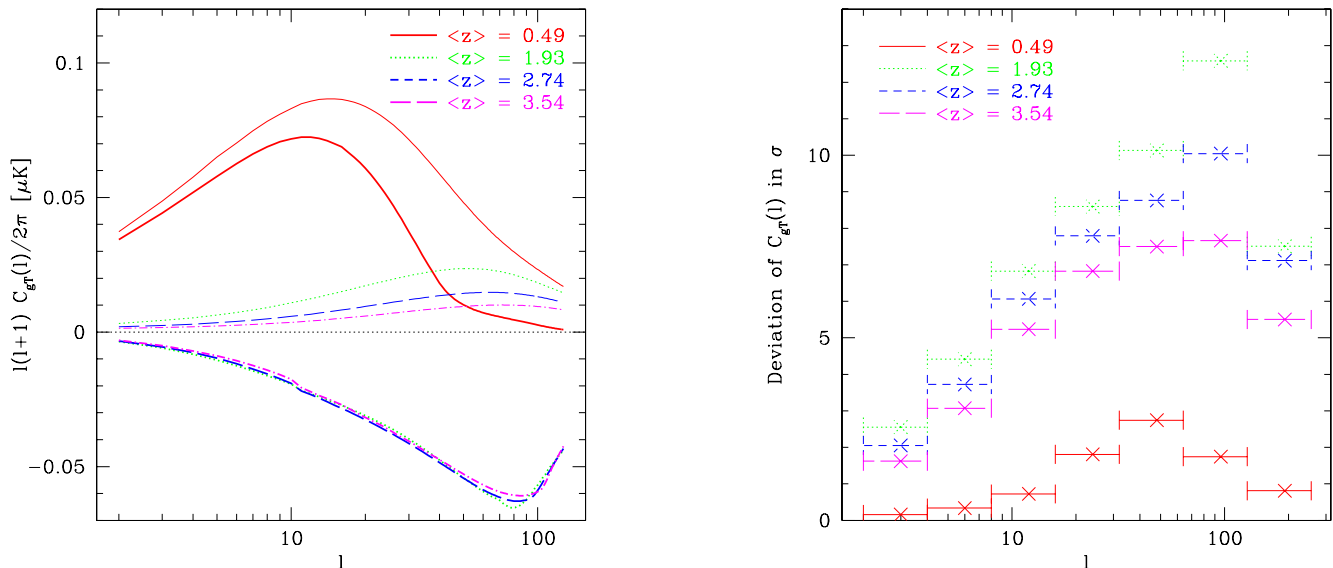 <z> = 0.49
<z> = 1.93
<z> = 2.74
<z> = 3.54
0.1
0.05
0
−0.05
l(l+1) C_gT(l)/2π [μK]
10
100
l
<z> = 0.49
<z> = 1.93
<z> = 2.74
<z> = 3.54
10
5
0
Deviation of C_gT(l) in σ
10
100
l